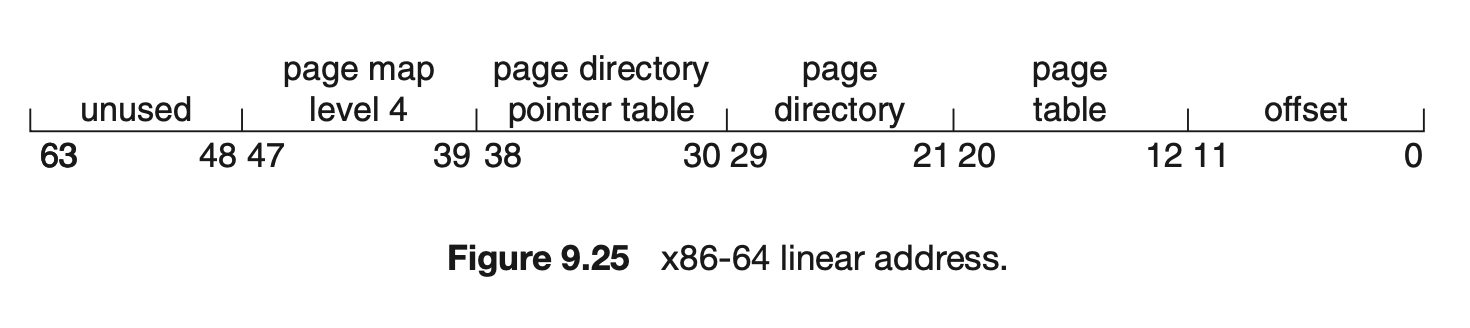 page map page directory page page
unused level 4 pointer table directory table offset
63 48 47 39 38 30 29 21 20 12 11 0
Figure 9.25 x86-64 linear address.